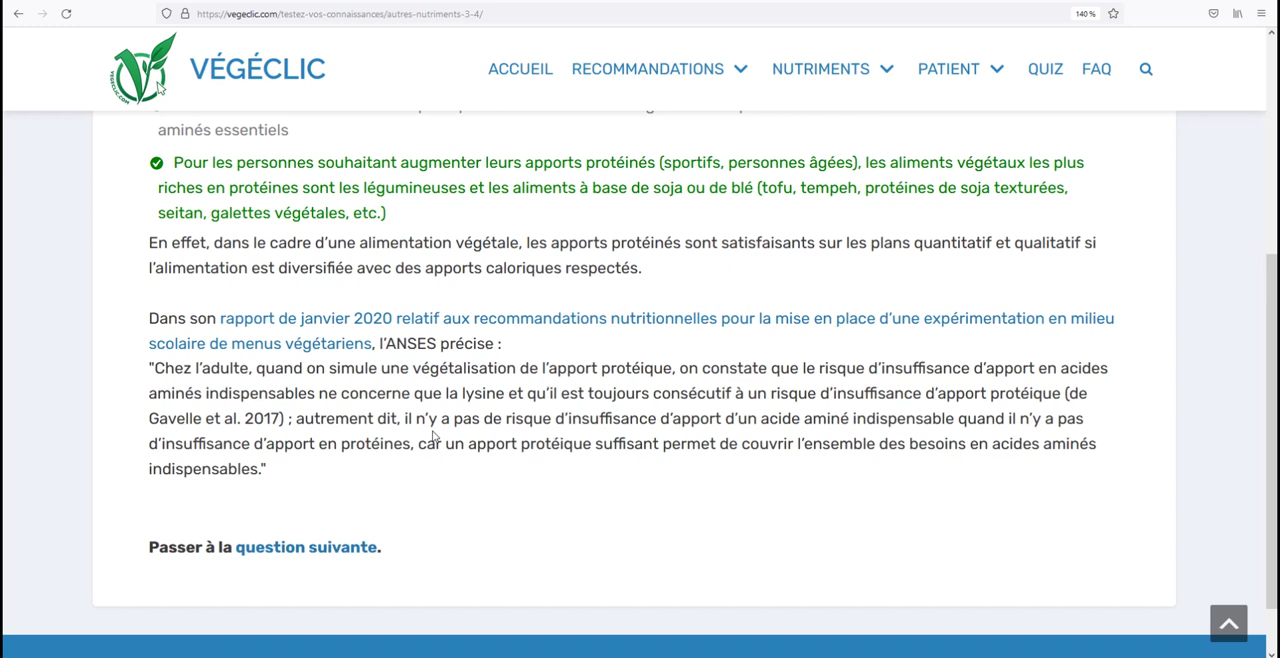 https://vegeclic.com/testez-vos-connaissances/autres-nutriments-3-4/
140 %
VÉGÉCLIC
ACCUEIL RECOMMANDATIONS NUTRIMENTS PATIENT QUIZ FAQ
aminés essentiels
Pour les personnes souhaitant augmenter leurs apports protéinés (sportifs, personnes âgées), les aliments végétaux les plus
riches en protéines sont les légumineuses et les aliments à base de soja ou de blé (tofu, tempeh, protéines de soja texturées,
seitan, galettes végétales, etc.)
En effet, dans le cadre d’une alimentation végétale, les apports protéinés sont satisfaisants sur les plans quantitatif et qualitatif si
l’alimentation est diversifiée avec des apports caloriques respectés.
Dans son rapport de janvier 2020 relatif aux recommandations nutritionnelles pour la mise en place d’une expérimentation en milieu
scolaire de menus végétariens, l’ANSES précise :
"Chez l’adulte, quand on simule une végétalisation de l’apport protéique, on constate que le risque d’insuffisance d’apport en acides
aminés indispensables ne concerne que la lysine et qu’il est toujours consécutif à un risque d’insuffisance d’apport protéique (de
Gavelle et al. 2017) ; autrement dit, il n’y a pas de risque d’insuffisance d’apport d’un acide aminé indispensable quand il n’y a pas
d’insuffisance d’apport en protéines, car un apport protéique suffisant permet de couvrir l’ensemble des besoins en acides aminés
indispensables."
Passer à la question suivante.